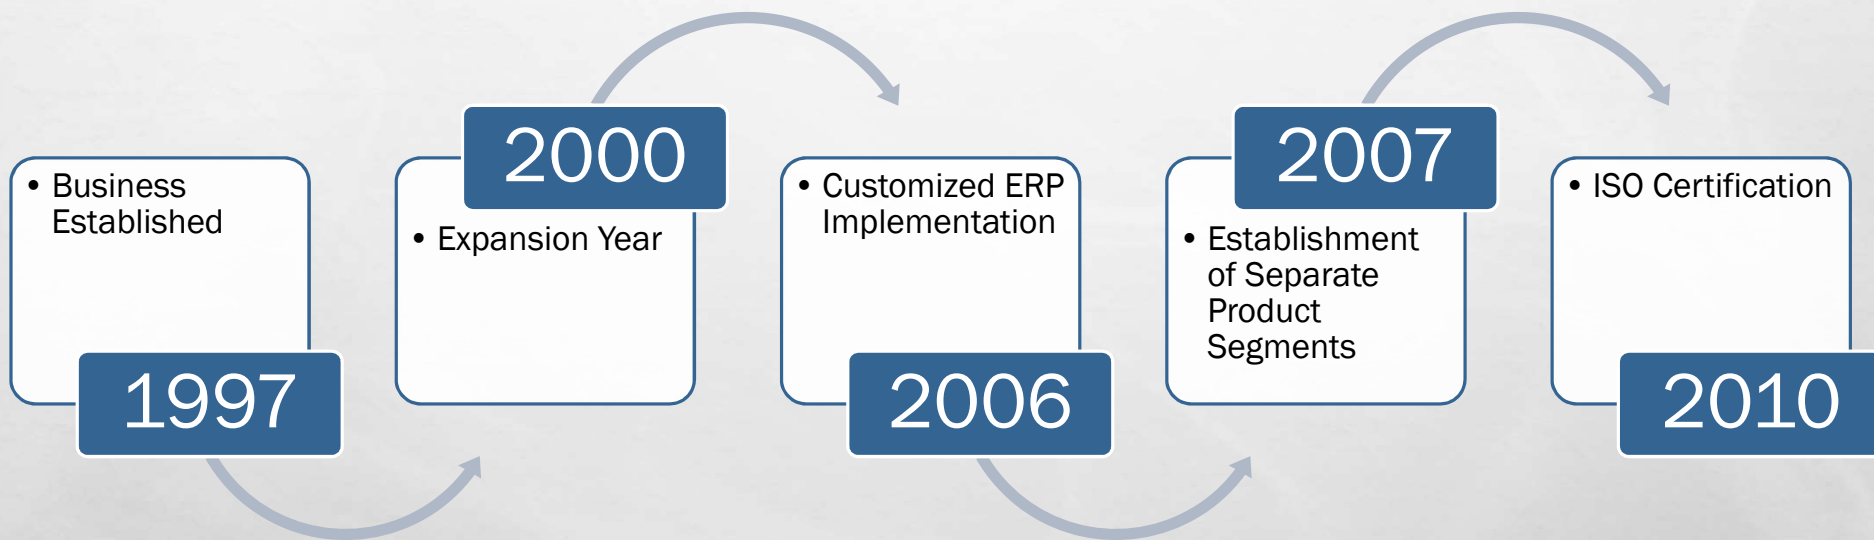 • Business
Established
1997
2000
• Expansion Year
• Customized ERP
Implementation
2006
2007
• Establishment
of Separate
Product
Segments
• ISO Certification
2010